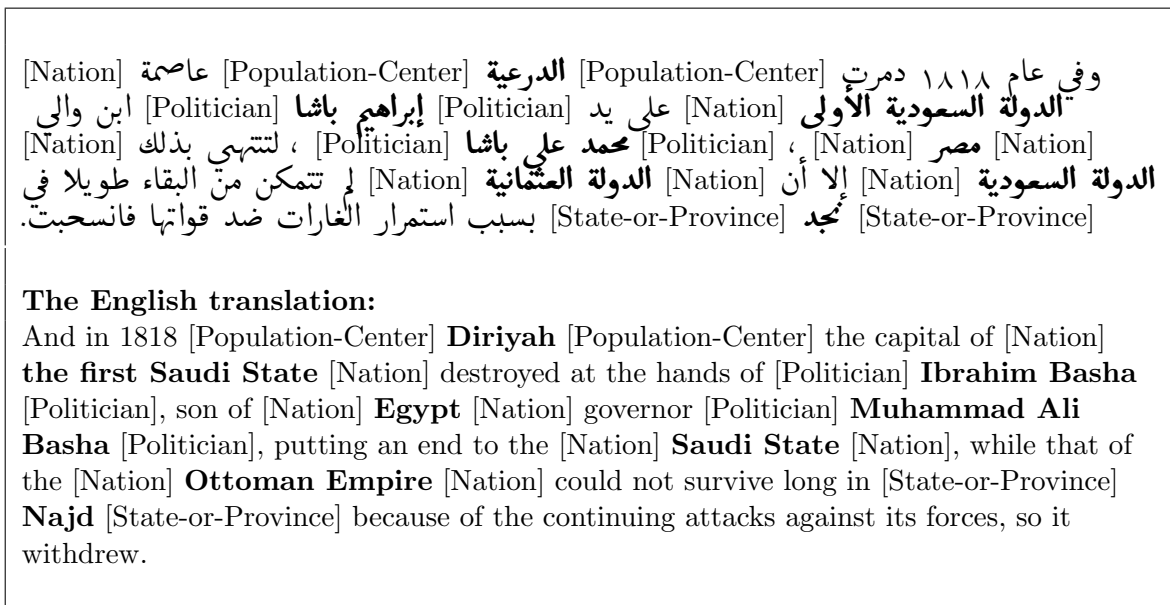 وفي عام ١٨١٨ دمرت [Population-Center] الدرعية [Population-Center] عاصمة [Nation]
الدولة السعودية الأولى [Nation] على يد [Politician] إبراهيم باشا [Politician] ابن والي
[Nation] مصر [Nation] ، [Politician] محمد علي باشا [Politician] ، لتنتهي بذلك [Nation]
الدولة السعودية [Nation] إلا أن [Nation] الدولة العثمانية [Nation] لم تتمكن من البقاء طويلا في
[State-or-Province] نجد [State-or-Province] بسبب استمرار الغارات ضد قواتها فانسحبت.
The English translation:
And in 1818 [Population-Center] Diriyah [Population-Center] the capital of [Nation]
the first Saudi State [Nation] destroyed at the hands of [Politician] Ibrahim Basha
[Politician], son of [Nation] Egypt [Nation] governor [Politician] Muhammad Ali
Basha [Politician], putting an end to the [Nation] Saudi State [Nation], while that of
the [Nation] Ottoman Empire [Nation] could not survive long in [State-or-Province]
Najd [State-or-Province] because of the continuing attacks against its forces, so it
withdrew.